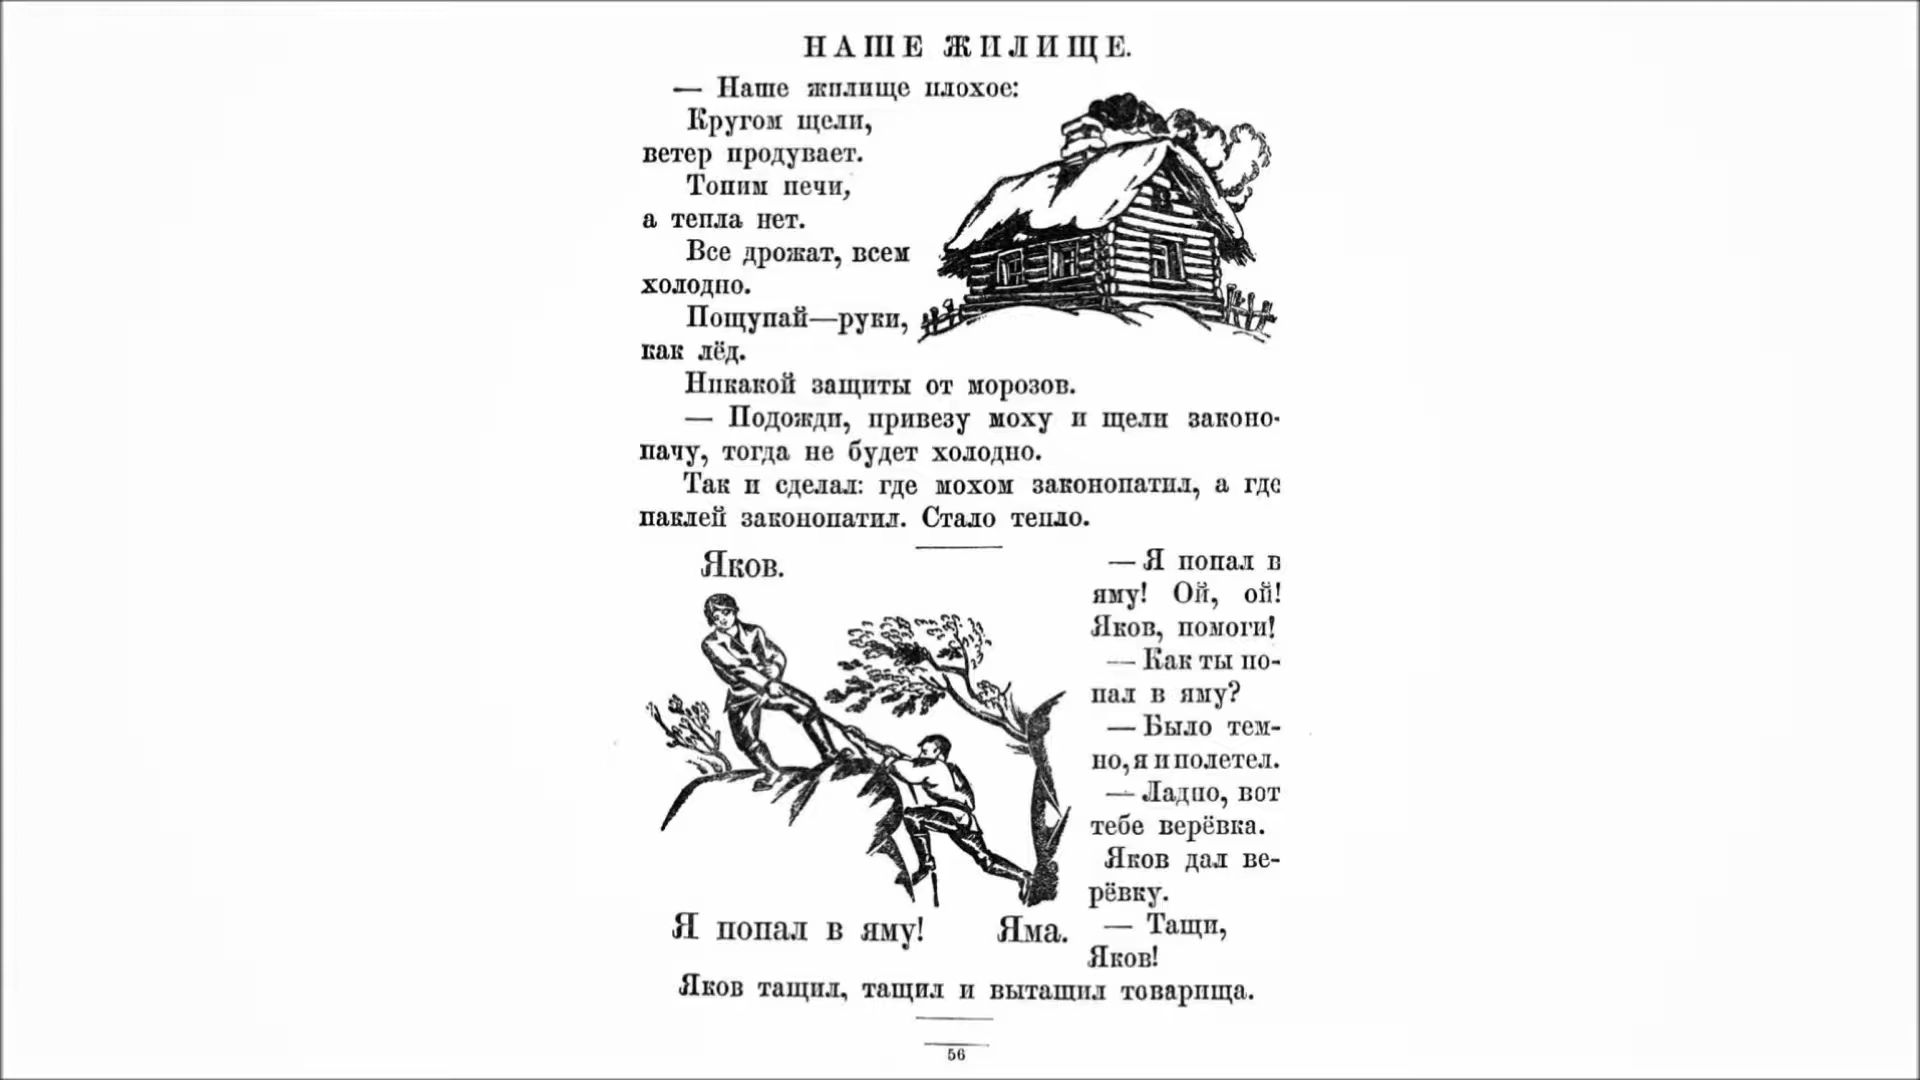 НАШЕ ЖИЛИЩЕ.
— Наше жилище плохое:
Кругом щели,
ветер продувает.
Топим печи,
а тепла нет.
Все дрожат, всем
холодно.
Пощупай—руки,
как лёд.
Никакой защиты от морозов.
— Подожди, привезу моху и щели законо-
пачу, тогда не будет холодно.
Так и сделал: где мохом законопатил, а где
паклей законопатил. Стало тепло.
Яков.
Я попал в яму!
Яма.
— Я попал в
яму! Ой, ой!
Яков, помоги!
— Как ты по-
пал в яму?
— Было тем-
но, я и полетел.
— Ладно, вот
тебе верёвка.
Яков дал ве-
рёвку.
— Тащи,
Яков!
Яков тащил, тащил и вытащил товарища.
56